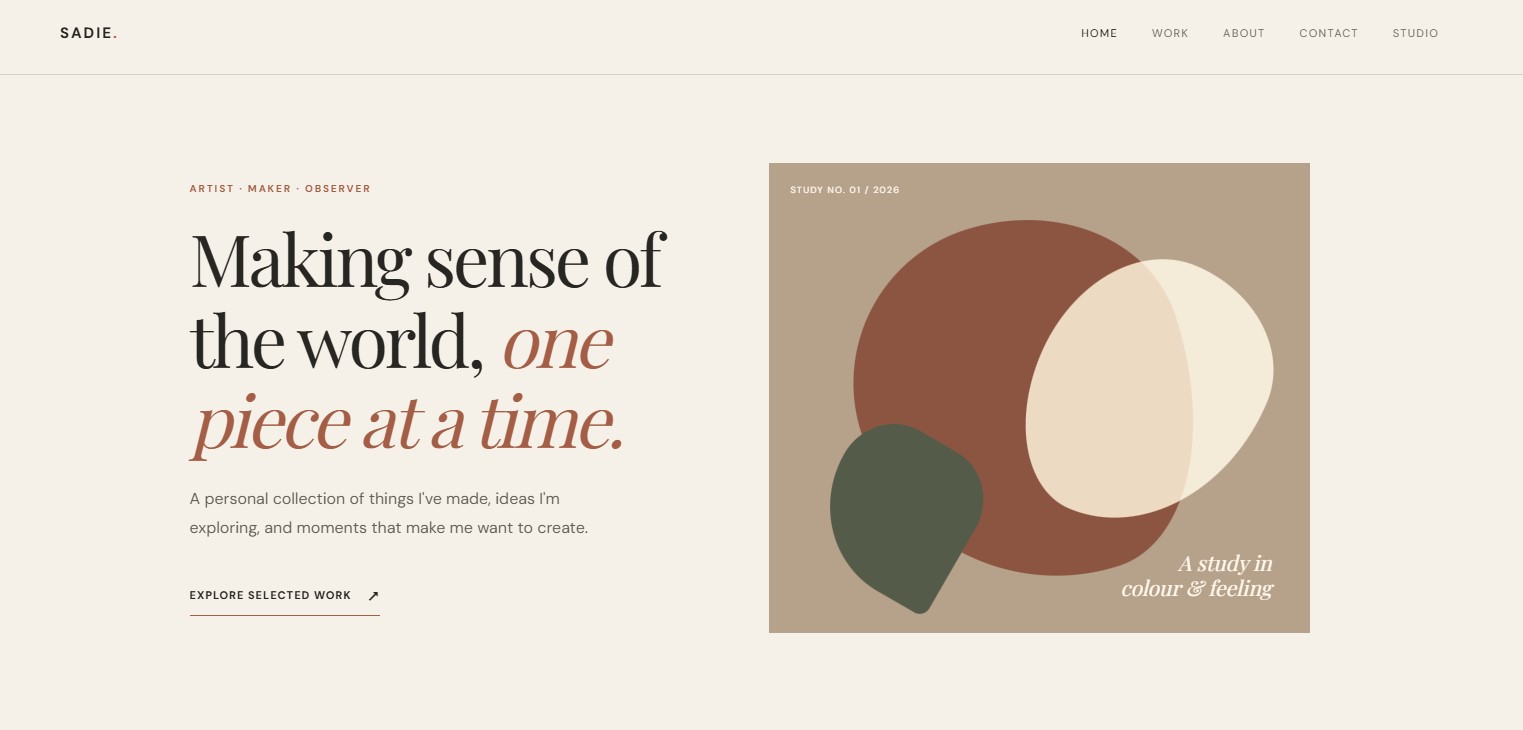 SADIE.
HOME WORK ABOUT CONTACT STUDIO
ARTIST · MAKER · OBSERVER
Making sense of
the world, one
piece at a time.
A personal collection of things I've made, ideas I'm
exploring, and moments that make me want to create.
EXPLORE SELECTED WORK ↗
STUDY NO. 01 / 2026
A study in
colour & feeling